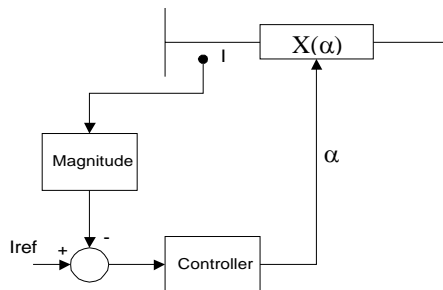 X(α)
I
Magnitude
α
-
Iref
+
Controller